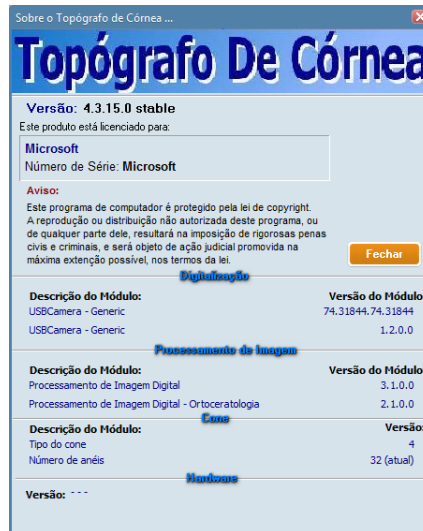 Sobre o Topógrafo de Córnea ...
Topógrafo De Córnea
Versão: 4.3.15.0 stable
Este produto está licenciado para:
Microsoft
Número de Série: Microsoft
Aviso:
Este programa de computador é protegido pela lei de copyright.
A reprodução ou distribuição não autorizada deste programa, ou
de qualquer parte dele, resultará na imposição de rigorosas penas
civis e criminais, e será objeto de ação judicial promovida na
máxima extenção possível, nos termos da lei.
Fechar
Digitalização
Descrição do Módulo: Versão do Módulo
USBCamera - Generic 74.31844.74.31844
USBCamera - Generic 1.2.0.0
Processamento de Imagem
Descrição do Módulo: Versão do Módulo
Processamento de Imagem Digital 3.1.0.0
Processamento de Imagem Digital - Ortoceratologia 2.1.0.0
Cone
Descrição do Módulo: Versão:
Tipo do cone 4
Número de anéis 32 (atual)
Hardware
Versão: - - -